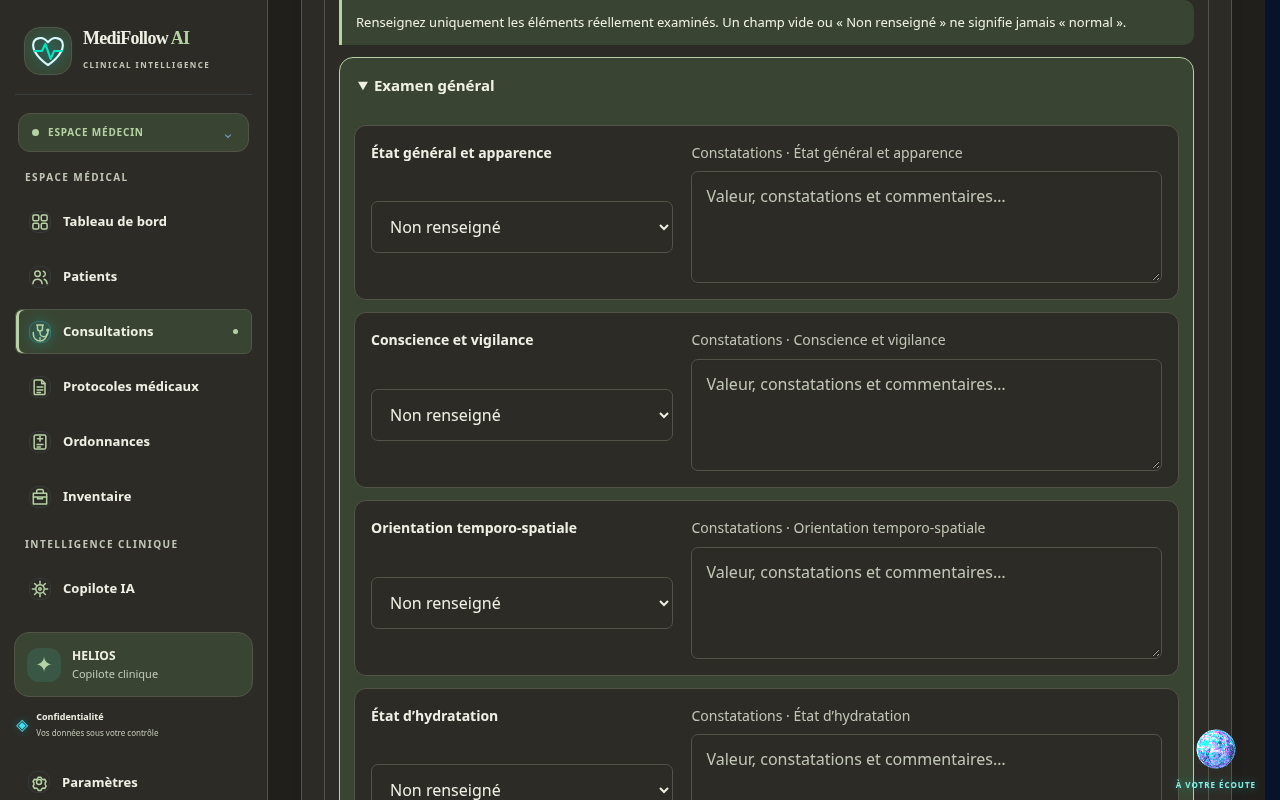 MediFollow AI
CLINICAL INTELLIGENCE
ESPACE MÉDECIN
ESPACE MÉDICAL
Tableau de bord
Patients
Consultations
Protocoles médicaux
Ordonnances
Inventaire
INTELLIGENCE CLINIQUE
Copilote IA
HELIOS
Copilote clinique
Confidentialité
Vos données sous votre contrôle
Paramètres
Renseignez uniquement les éléments réellement examinés. Un champ vide ou « Non renseigné » ne signifie jamais « normal ».
▼ Examen général
État général et apparence
Non renseigné
Constatations · État général et apparence
Valeur, constatations et commentaires...
Conscience et vigilance
Non renseigné
Constatations · Conscience et vigilance
Valeur, constatations et commentaires...
Orientation temporo-spatiale
Non renseigné
Constatations · Orientation temporo-spatiale
Valeur, constatations et commentaires...
État d’hydratation
Non renseigné
Constatations · État d’hydratation
Valeur, constatations et commentaires...
À VOTRE ÉCOUTE